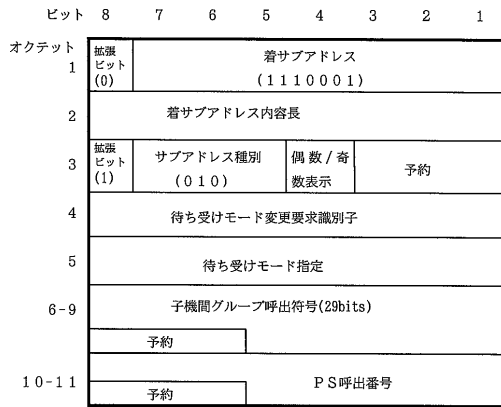 ビット 8 7 6 5 4 3 2 1
オクテット
1 拡張ビット(0) 着サブアドレス
(1110001)
2 着サブアドレス内容長
3 拡張ビット(1) サブアドレス種別 (010) 偶数/奇数表示 予約
4 待ち受けモード変更要求識別子
5 待ち受けモード指定
6-9 子機間グループ呼出符号(29bits)
予約
10-11 PS呼出番号
予約